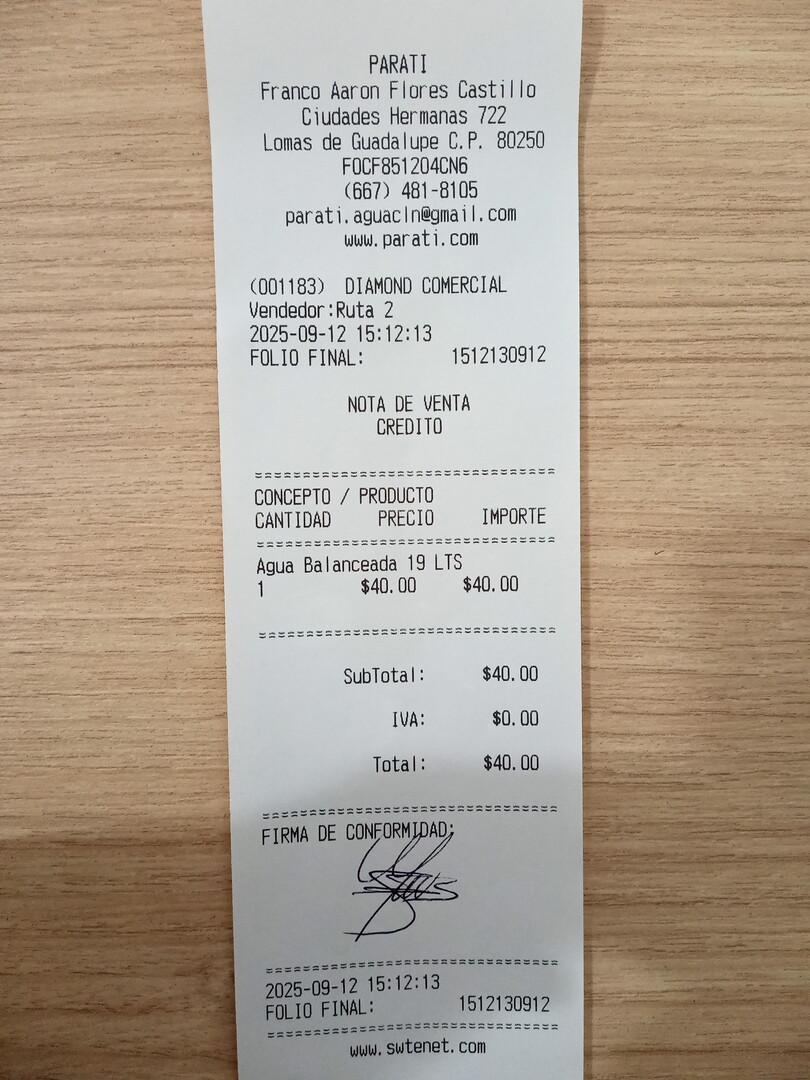 PARATI
Franco Aaron Flores Castillo
Ciudades Hermanas 722
Lomas de Guadalupe C.P. 80250
FOCF851204CN6
(667) 481-8105
parati.aguacln@gmail.com
www.parati.com
(001183) DIAMOND COMERCIAL
Vendedor:Ruta 2
2025-09-12 15:12:13
FOLIO FINAL: 1512130912
NOTA DE VENTA
CREDITO
CONCEPTO / PRODUCTO
CANTIDAD PRECIO IMPORTE
Agua Balanceada 19 LTS
1 $40.00 $40.00
SubTotal: $40.00
IVA: $0.00
Total: $40.00
FIRMA DE CONFORMIDAD:
2025-09-12 15:12:13
FOLIO FINAL: 1512130912
www.swtenet.com